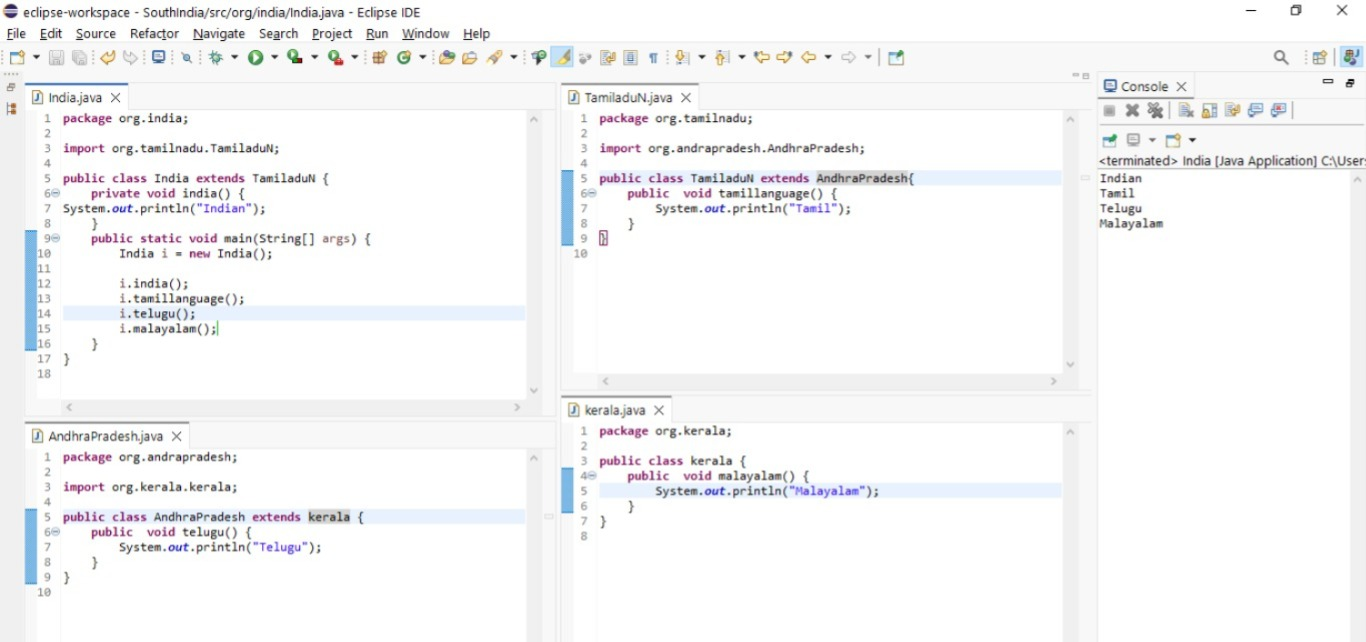 eclipse-workspace - SouthIndia/src/org/india/India.java - Eclipse IDE
File Edit Source Refactor Navigate Search Project Run Window Help
India.java
1 package org.india;
2
3 import org.tamilnadu.TamiladuN;
4
5 public class India extends TamiladuN {
6 private void india() {
7 System.out.println("Indian");
8 }
9 public static void main(String[] args) {
10 India i = new India();
11
12 i.india();
13 i.tamillanguage();
14 i.telugu();
15 i.malayalam();
16 }
17 }
18
TamiladuN.java
1 package org.tamilnadu;
2
3 import org.andrapradesh.AndhraPradesh;
4
5 public class TamiladuN extends AndhraPradesh{
6 public  void tamillanguage() {
7 System.out.println("Tamil");
8 }
9 }
10
AndhraPradesh.java
1 package org.andrapradesh;
2
3 import org.kerala.kerala;
4
5 public class AndhraPradesh extends kerala {
6 public  void telugu() {
7 System.out.println("Telugu");
8 }
9 }
10
kerala.java
1 package org.kerala;
2
3 public class kerala {
4 public  void malayalam() {
5 System.out.println("Malayalam");
6 }
7 }
8
Console
<terminated> India [Java Application] C:\Users
Indian
Tamil
Telugu
Malayalam